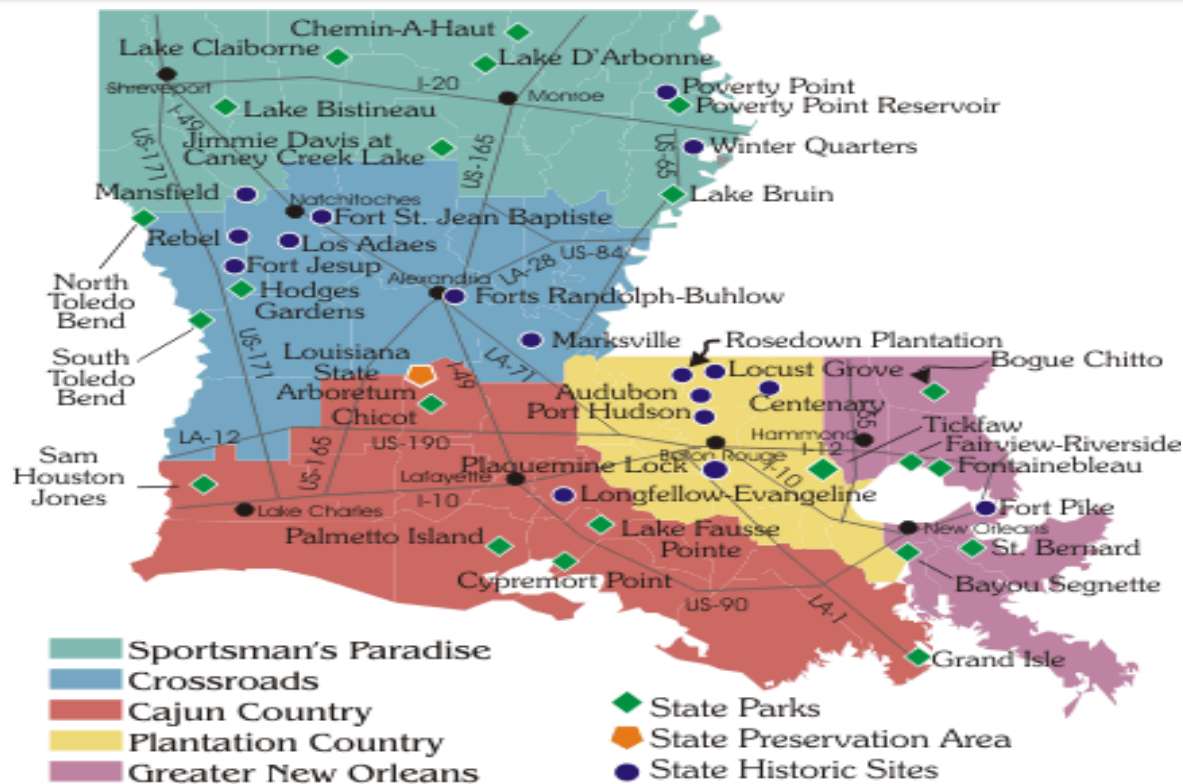 Chemin-A-Haut
Lake Claiborne
Lake D'Arbonne
Shreveport
I-20
Monroe
Poverty Point
Poverty Point Reservoir
I-49
Lake Bistineau
US-171
Jimmie Davis at
Caney Creek Lake
US-165
US-65
Winter Quarters
Mansfield
Natchitoches
Lake Bruin
Fort St. Jean Baptiste
Rebel
Los Adaes
US-84
LA-28
Fort Jesup
Alexandria
North
Toledo
Bend
Hodges
Gardens
Forts Randolph-Buhlow
South
Toledo
Bend
US-171
Marksville
Rosedown Plantation
Louisiana
State
Arboretum
I-49
LA-71
Locust Grove
Bogue Chitto
Audubon
Chicot
Port Hudson
Centenary
55
Tickfaw
LA-12
US-165
US-190
Hammond
I-12
Fairview-Riverside
Baton Rouge
Sam
Houston
Jones
Plaquemine Lock
I-10
Fontainebleau
Lafayette
I-10
Longfellow-Evangeline
Lake Charles
Fort Pike
New Orleans
Palmetto Island
Lake Fausse
Pointe
St. Bernard
Cypremort Point
Bayou Segnette
US-90
LA-1
Grand Isle
Sportsman's Paradise
Crossroads
Cajun Country
Plantation Country
Greater New Orleans
State Parks
State Preservation Area
State Historic Sites